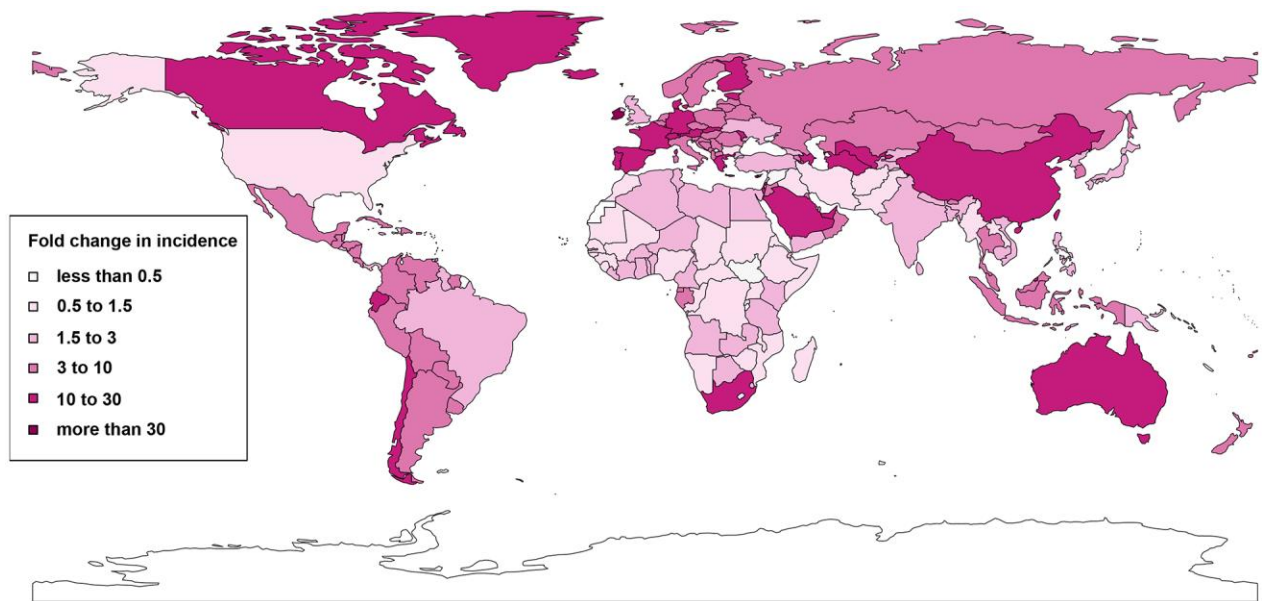 Fold change in incidence
less than 0.5
0.5 to 1.5
1.5 to 3
3 to 10
10 to 30
more than 30